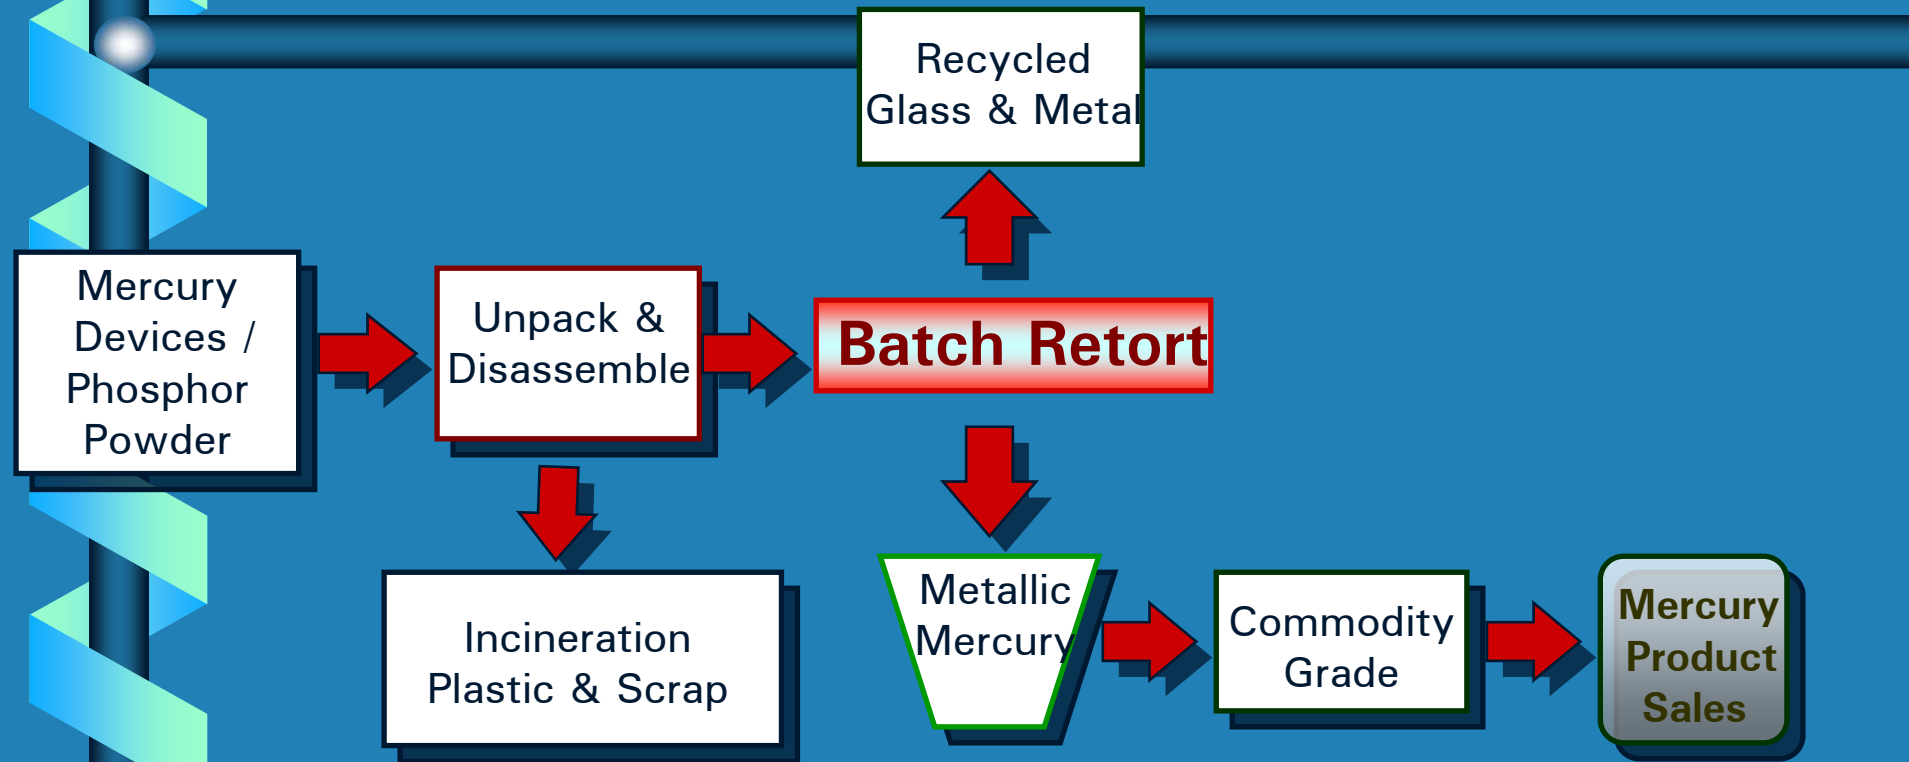 Recycled
Glass & Metal
Mercury
Devices /
Phosphor
Powder
Unpack &
Disassemble
Batch Retort
Incineration
Plastic & Scrap
Metallic
Mercury
Commodity
Grade
Mercury
Product
Sales